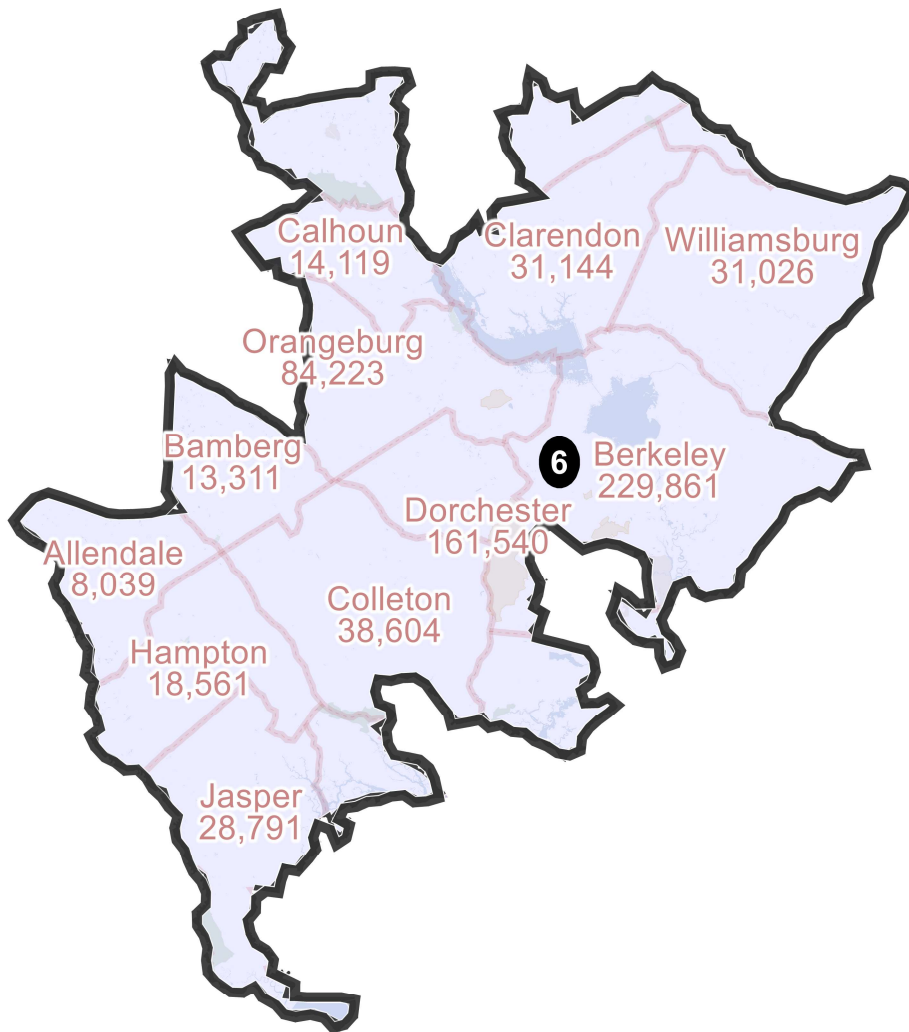 Calhoun
14,119
Clarendon
31,144
Williamsburg
31,026
Orangeburg
84,223
Bamberg
13,311
6
Berkeley
229,861
Dorchester
161,540
Allendale
8,039
Colleton
38,604
Hampton
18,561
Jasper
28,791